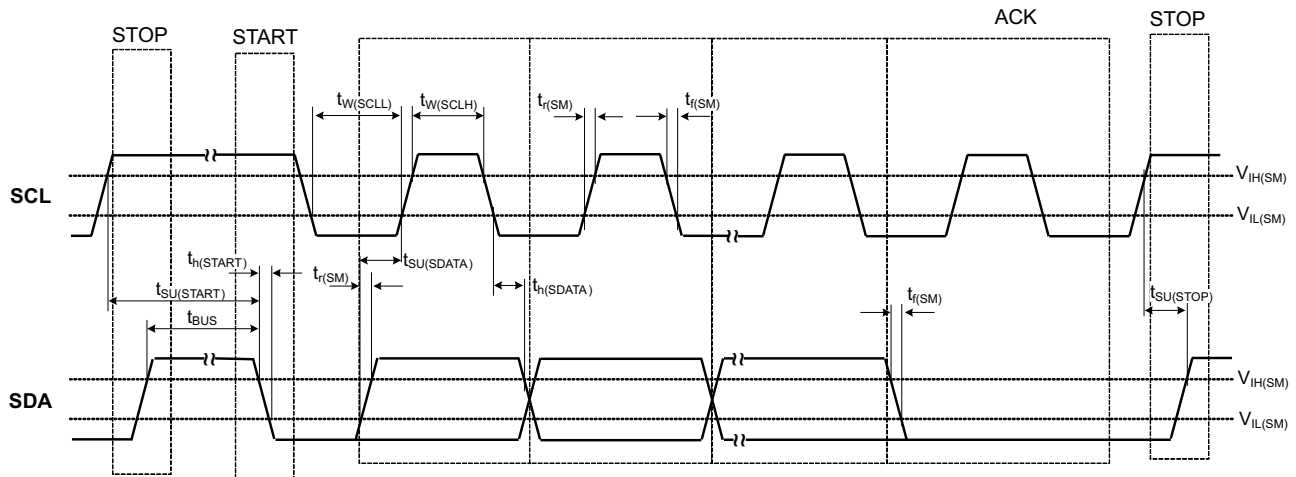 STOP START ACK STOP
tW(SCLL) tW(SCLH) tr(SM) tf(SM)
SCL
VIH(SM)
VIL(SM)
th(START)
tr(SM)
tSU(SDATA)
th(SDATA)
tSU(START)
tBUS
tf(SM)
tSU(STOP)
SDA
VIH(SM)
VIL(SM)